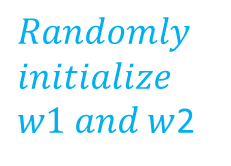 Randomly
initialize
w1 and w2